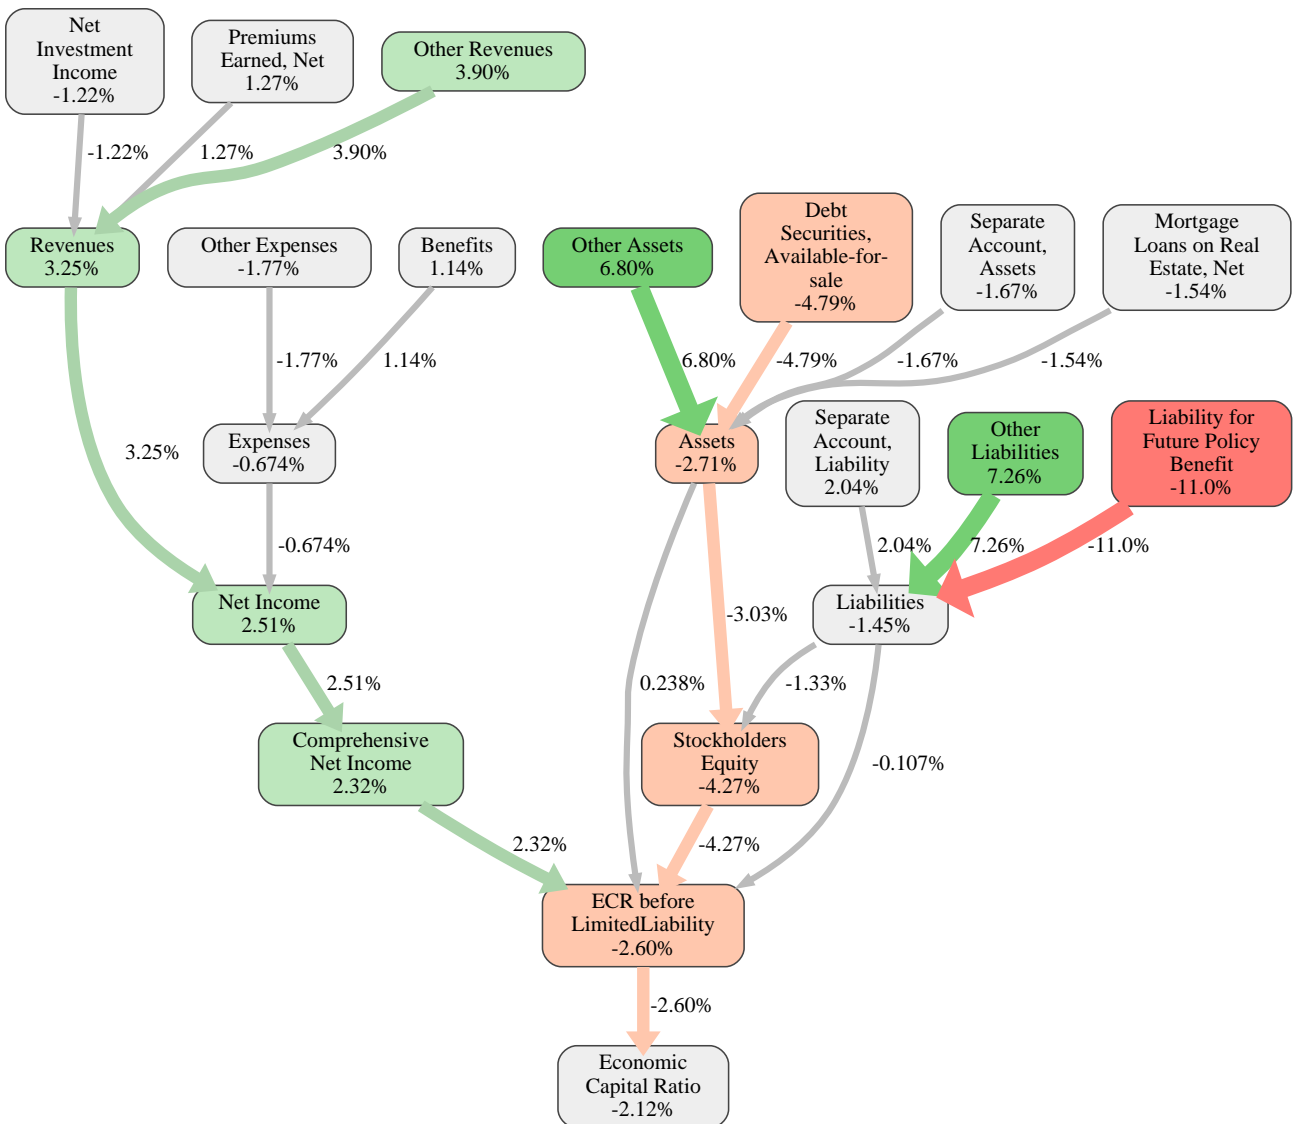 Net
Investment
Income
-1.22%
Premiums
Earned, Net
1.27%
Other Revenues
3.90%
-1.22%
1.27%
3.90%
Revenues
3.25%
Other Expenses
-1.77%
Benefits
1.14%
Other Assets
6.80%
Debt
Securities,
Available-for-
sale
-4.79%
Separate
Account,
Assets
-1.67%
Mortgage
Loans on Real
Estate, Net
-1.54%
-1.77%
1.14%
6.80%
-4.79%
-1.67%
-1.54%
3.25%
Expenses
-0.674%
Assets
-2.71%
Separate
Account,
Liability
2.04%
Other
Liabilities
7.26%
Liability for
Future Policy
Benefit
-11.0%
-0.674%
2.04%
7.26%
-11.0%
Net Income
2.51%
-3.03%
Liabilities
-1.45%
2.51%
0.238%
-1.33%
Comprehensive
Net Income
2.32%
Stockholders
Equity
-4.27%
-0.107%
2.32%
-4.27%
ECR before
LimitedLiability
-2.60%
-2.60%
Economic
Capital Ratio
-2.12%